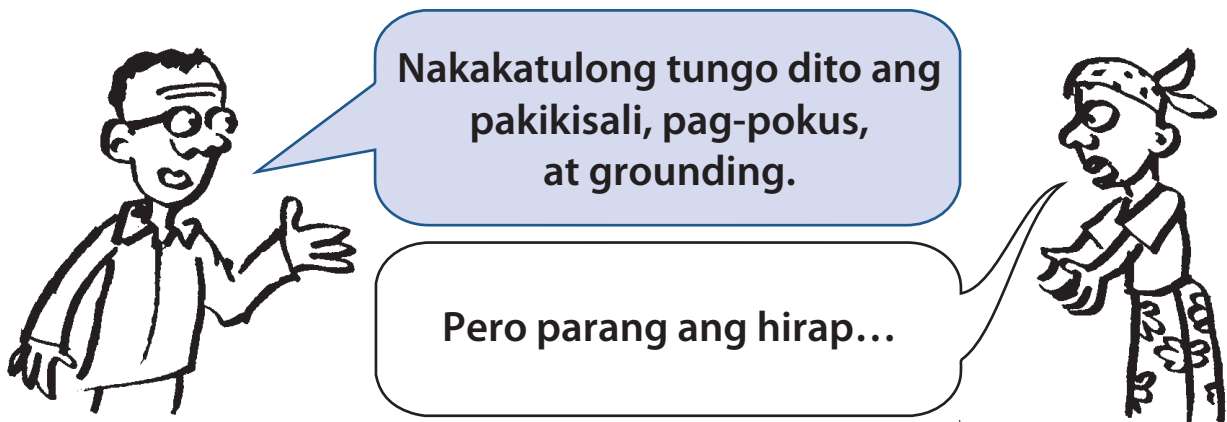 Nakakatulong tungo dito ang
pakikisali, pag-pokus,
at grounding.
Pero parang ang hirap…